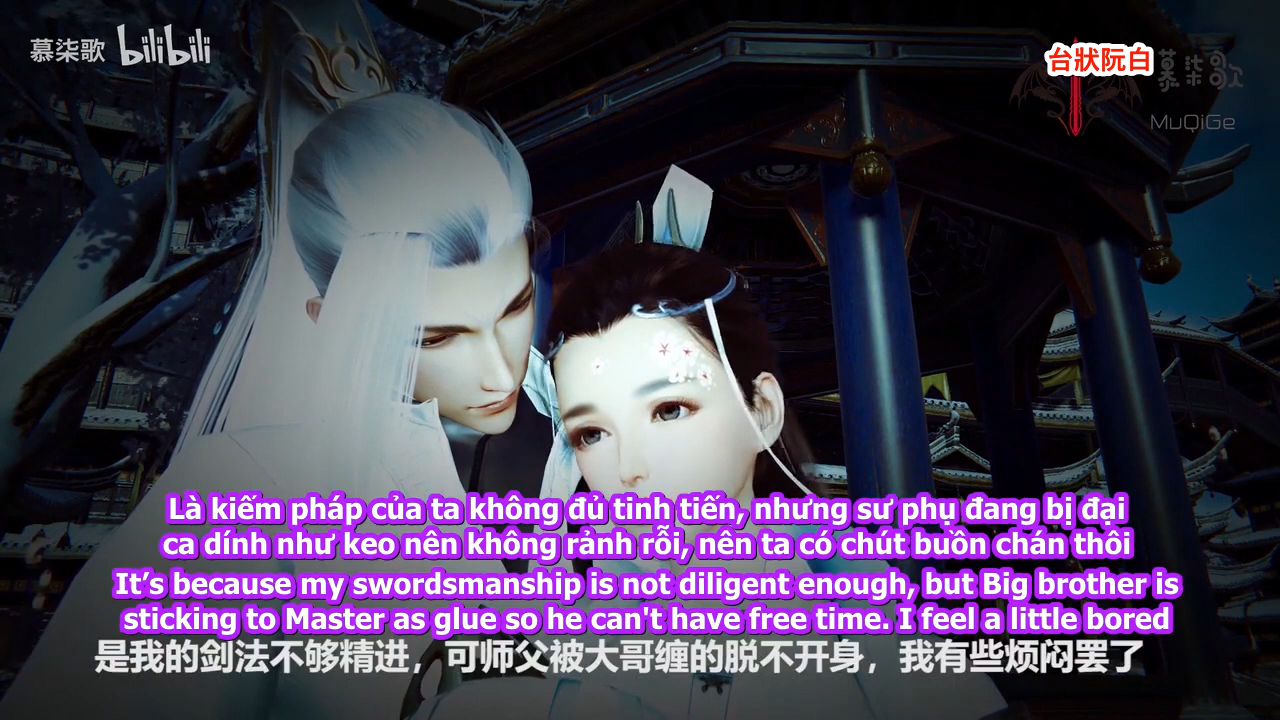 慕柒歌 bilibili
台狀阮白
慕柒歌
MuQiGe
Là kiếm pháp của ta không đủ tinh tiến, nhưng sư phụ đang bị đại
ca dính như keo nên không rảnh rỗi, nên ta có chút buồn chán thôi
It’s because my swordsmanship is not diligent enough, but Big brother is
sticking to Master as glue so he can't have free time. I feel a little bored
是我的剑法不够精进，可师父被大哥缠的脱不开身，我有些烦闷罢了